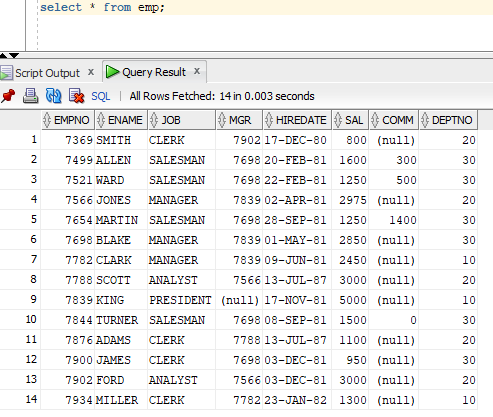 select * from emp;
Script Output x Query Result x
SQL | All Rows Fetched: 14 in 0.003 seconds
EMPNO ENAME JOB MGR HIREDATE SAL COMM DEPTNO
1 7369 SMITH CLERK 7902 17-DEC-80 800 (null) 20
2 7499 ALLEN SALESMAN 7698 20-FEB-81 1600 300 30
3 7521 WARD SALESMAN 7698 22-FEB-81 1250 500 30
4 7566 JONES MANAGER 7839 02-APR-81 2975 (null) 20
5 7654 MARTIN SALESMAN 7698 28-SEP-81 1250 1400 30
6 7698 BLAKE MANAGER 7839 01-MAY-81 2850 (null) 30
7 7782 CLARK MANAGER 7839 09-JUN-81 2450 (null) 10
8 7788 SCOTT ANALYST 7566 13-JUL-87 3000 (null) 20
9 7839 KING PRESIDENT (null) 17-NOV-81 5000 (null) 10
10 7844 TURNER SALESMAN 7698 08-SEP-81 1500 0 30
11 7876 ADAMS CLERK 7788 13-JUL-87 1100 (null) 20
12 7900 JAMES CLERK 7698 03-DEC-81 950 (null) 30
13 7902 FORD ANALYST 7566 03-DEC-81 3000 (null) 20
14 7934 MILLER CLERK 7782 23-JAN-82 1300 (null) 10